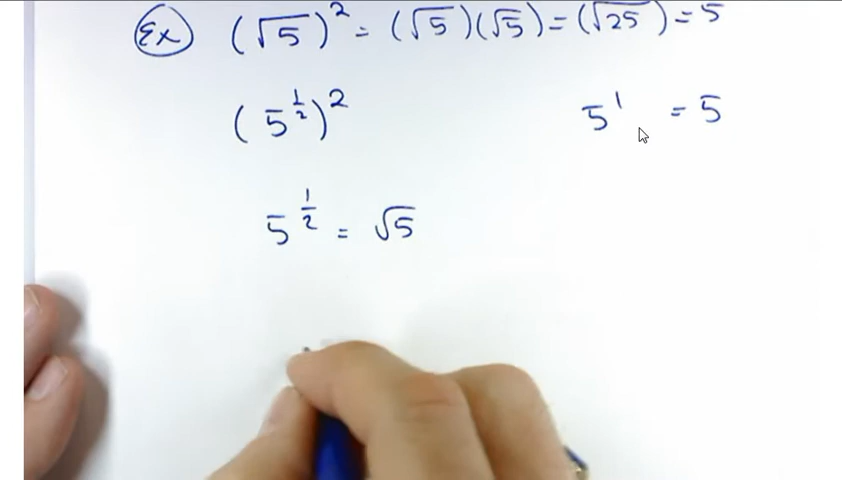 Ex (√5)² = (√5)(√5) = (√25) = 5
(5^{1/2})² 5¹ = 5
5^{1/2} = √5